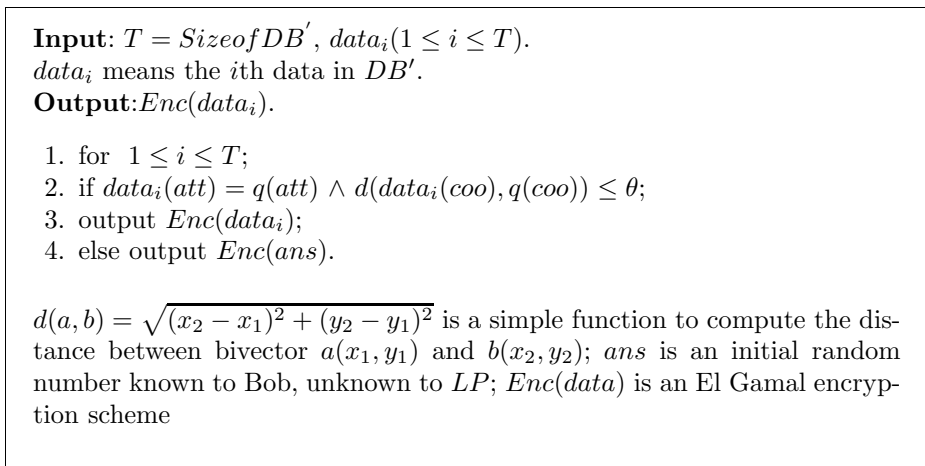 Input: T = SizeofDB′, data_i(1 ≤ i ≤ T).
data_i means the ith data in DB′.
Output:Enc(data_i).
1. for 1 ≤ i ≤ T;
2. if data_i(att) = q(att) ∧ d(data_i(coo), q(coo)) ≤ θ;
3. output Enc(data_i);
4. else output Enc(ans).
d(a, b) = √((x_2 − x_1)^2 + (y_2 − y_1)^2) is a simple function to compute the dis-
tance between bivector a(x_1, y_1) and b(x_2, y_2); ans is an initial random
number known to Bob, unknown to LP; Enc(data) is an El Gamal encryp-
tion scheme